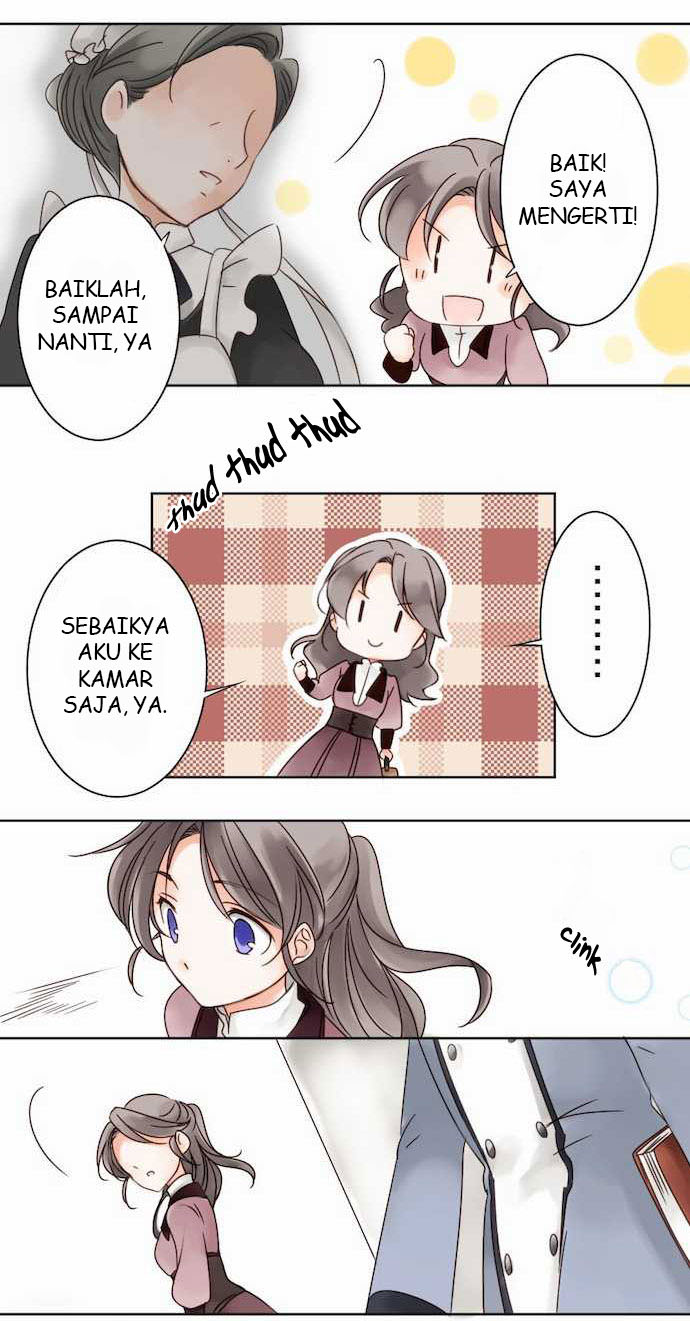 BAIK!
SAYA
MENGERTI!
BAIKLAH,
SAMPAI
NANTI, YA
thud thud thud
.........
SEBAIKYA
AKU KE
KAMAR
SAJA, YA.
clink